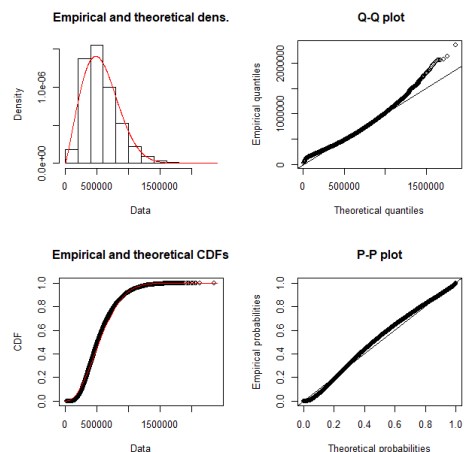 Empirical and theoretical dens.
Density
0.0e+00
1.0e-06
0
500000
1500000
Data
Q-Q plot
Empirical quantiles
0
1000000
2000000
0
500000
1500000
Theoretical quantiles
Empirical and theoretical CDFs
CDF
0.0
0.2
0.4
0.6
0.8
1.0
0
500000
1500000
Data
P-P plot
Empirical probabilities
0.0
0.2
0.4
0.6
0.8
1.0
0.0
0.2
0.4
0.6
0.8
1.0
Theoretical probabilities